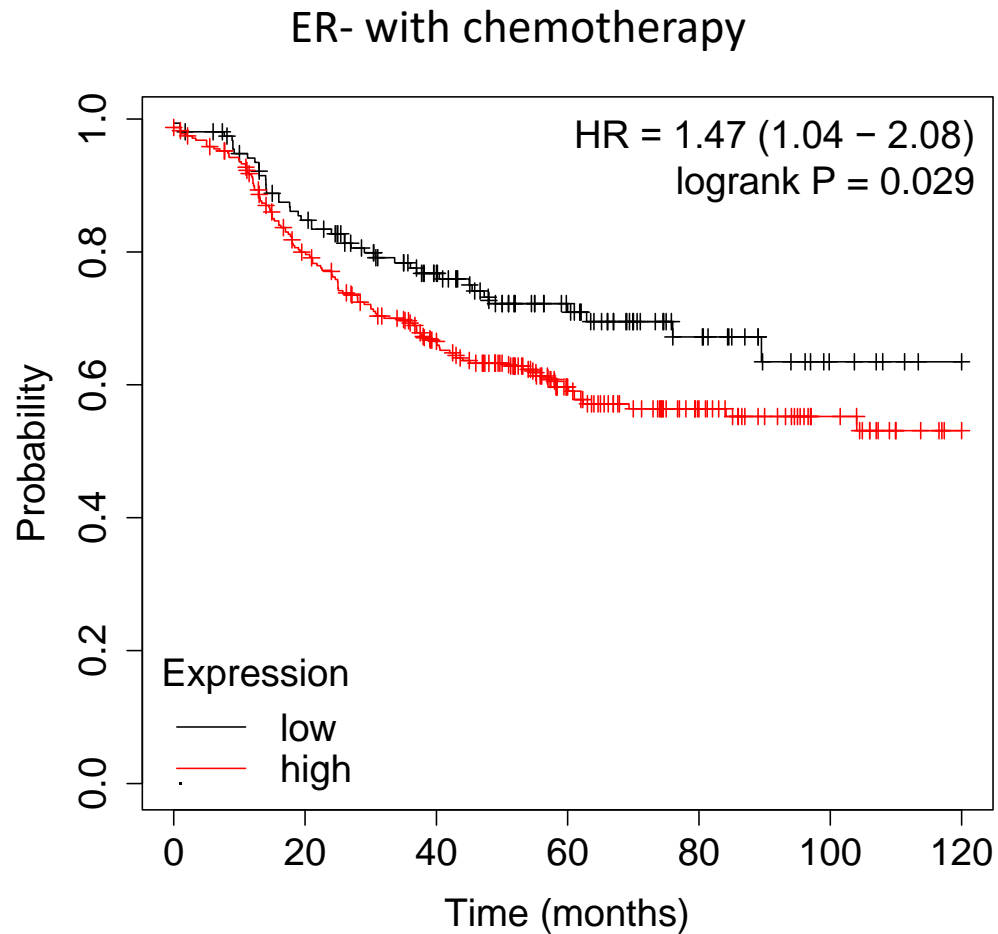 ER- with chemotherapy
HR = 1.47 (1.04 − 2.08)
logrank P = 0.029
Probability
1.0
0.8
0.6
0.4
0.2
0.0
Expression
low
high
0 20 40 60 80 100 120
Time (months)